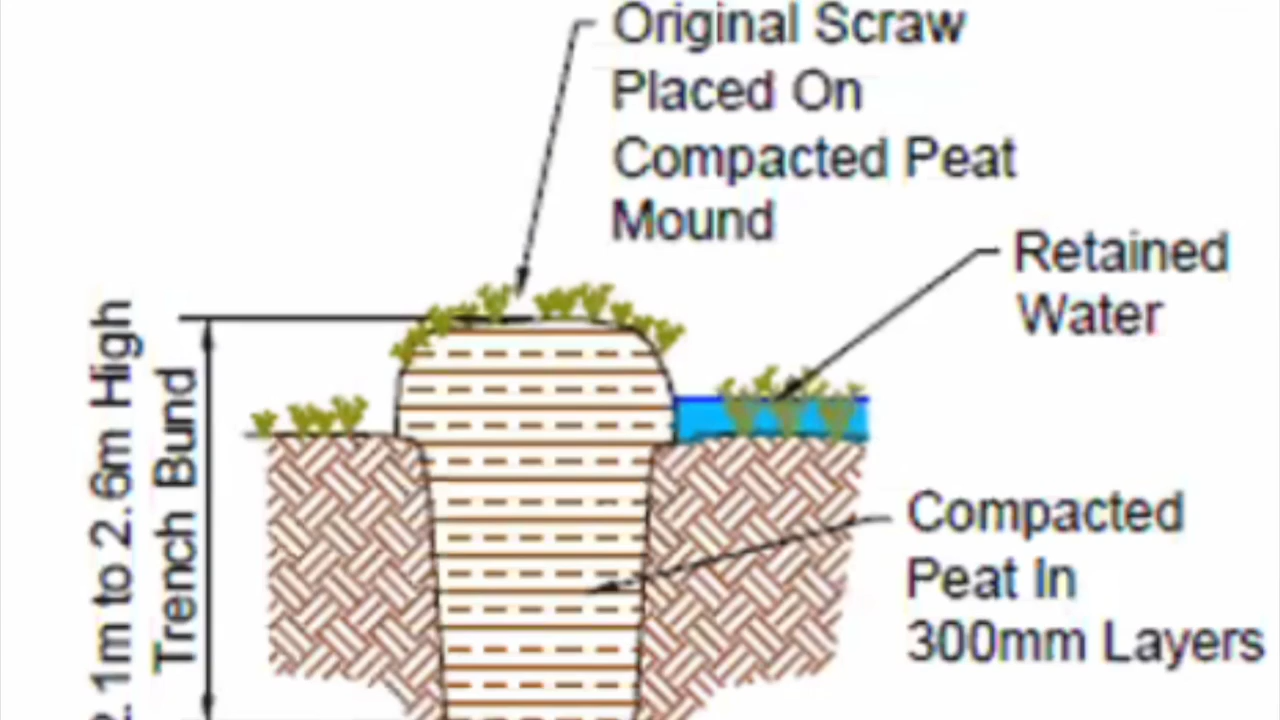 Original Scraw
Placed On
Compacted Peat
Mound
Retained
Water
2.1m to 2.6m High
Trench Bund
Compacted
Peat In
300mm Layers